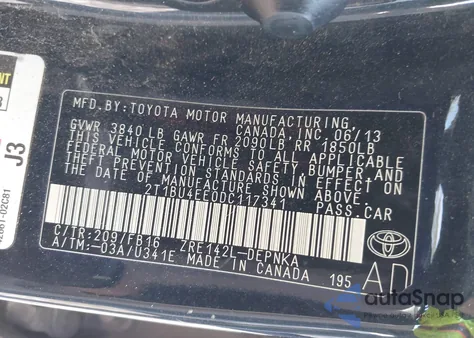 MFD.BY:TOYOTA MOTOR MANUFACTURING
CANADA, INC. 06/13
GVWR 3840 LB GAWR FR 2090LB RR 1850LB
THIS VEHICLE CONFORMS TO ALL APPLICABLE
FEDERAL MOTOR VEHICLE SAFETY, BUMPER, AND
THEFT PREVENTION STANDARDS IN EFFECT ON
THE DATE OF MANUFACTURE SHOWN ABOVE.
2T1BU4EE0DC117341 PASS.CAR
C/TR:209/FB16 ZRE142L-DEPNKA
A/TM:-03A/U341E MADE IN CANADA 195
AD
J3
42661-02C81
autoSnap